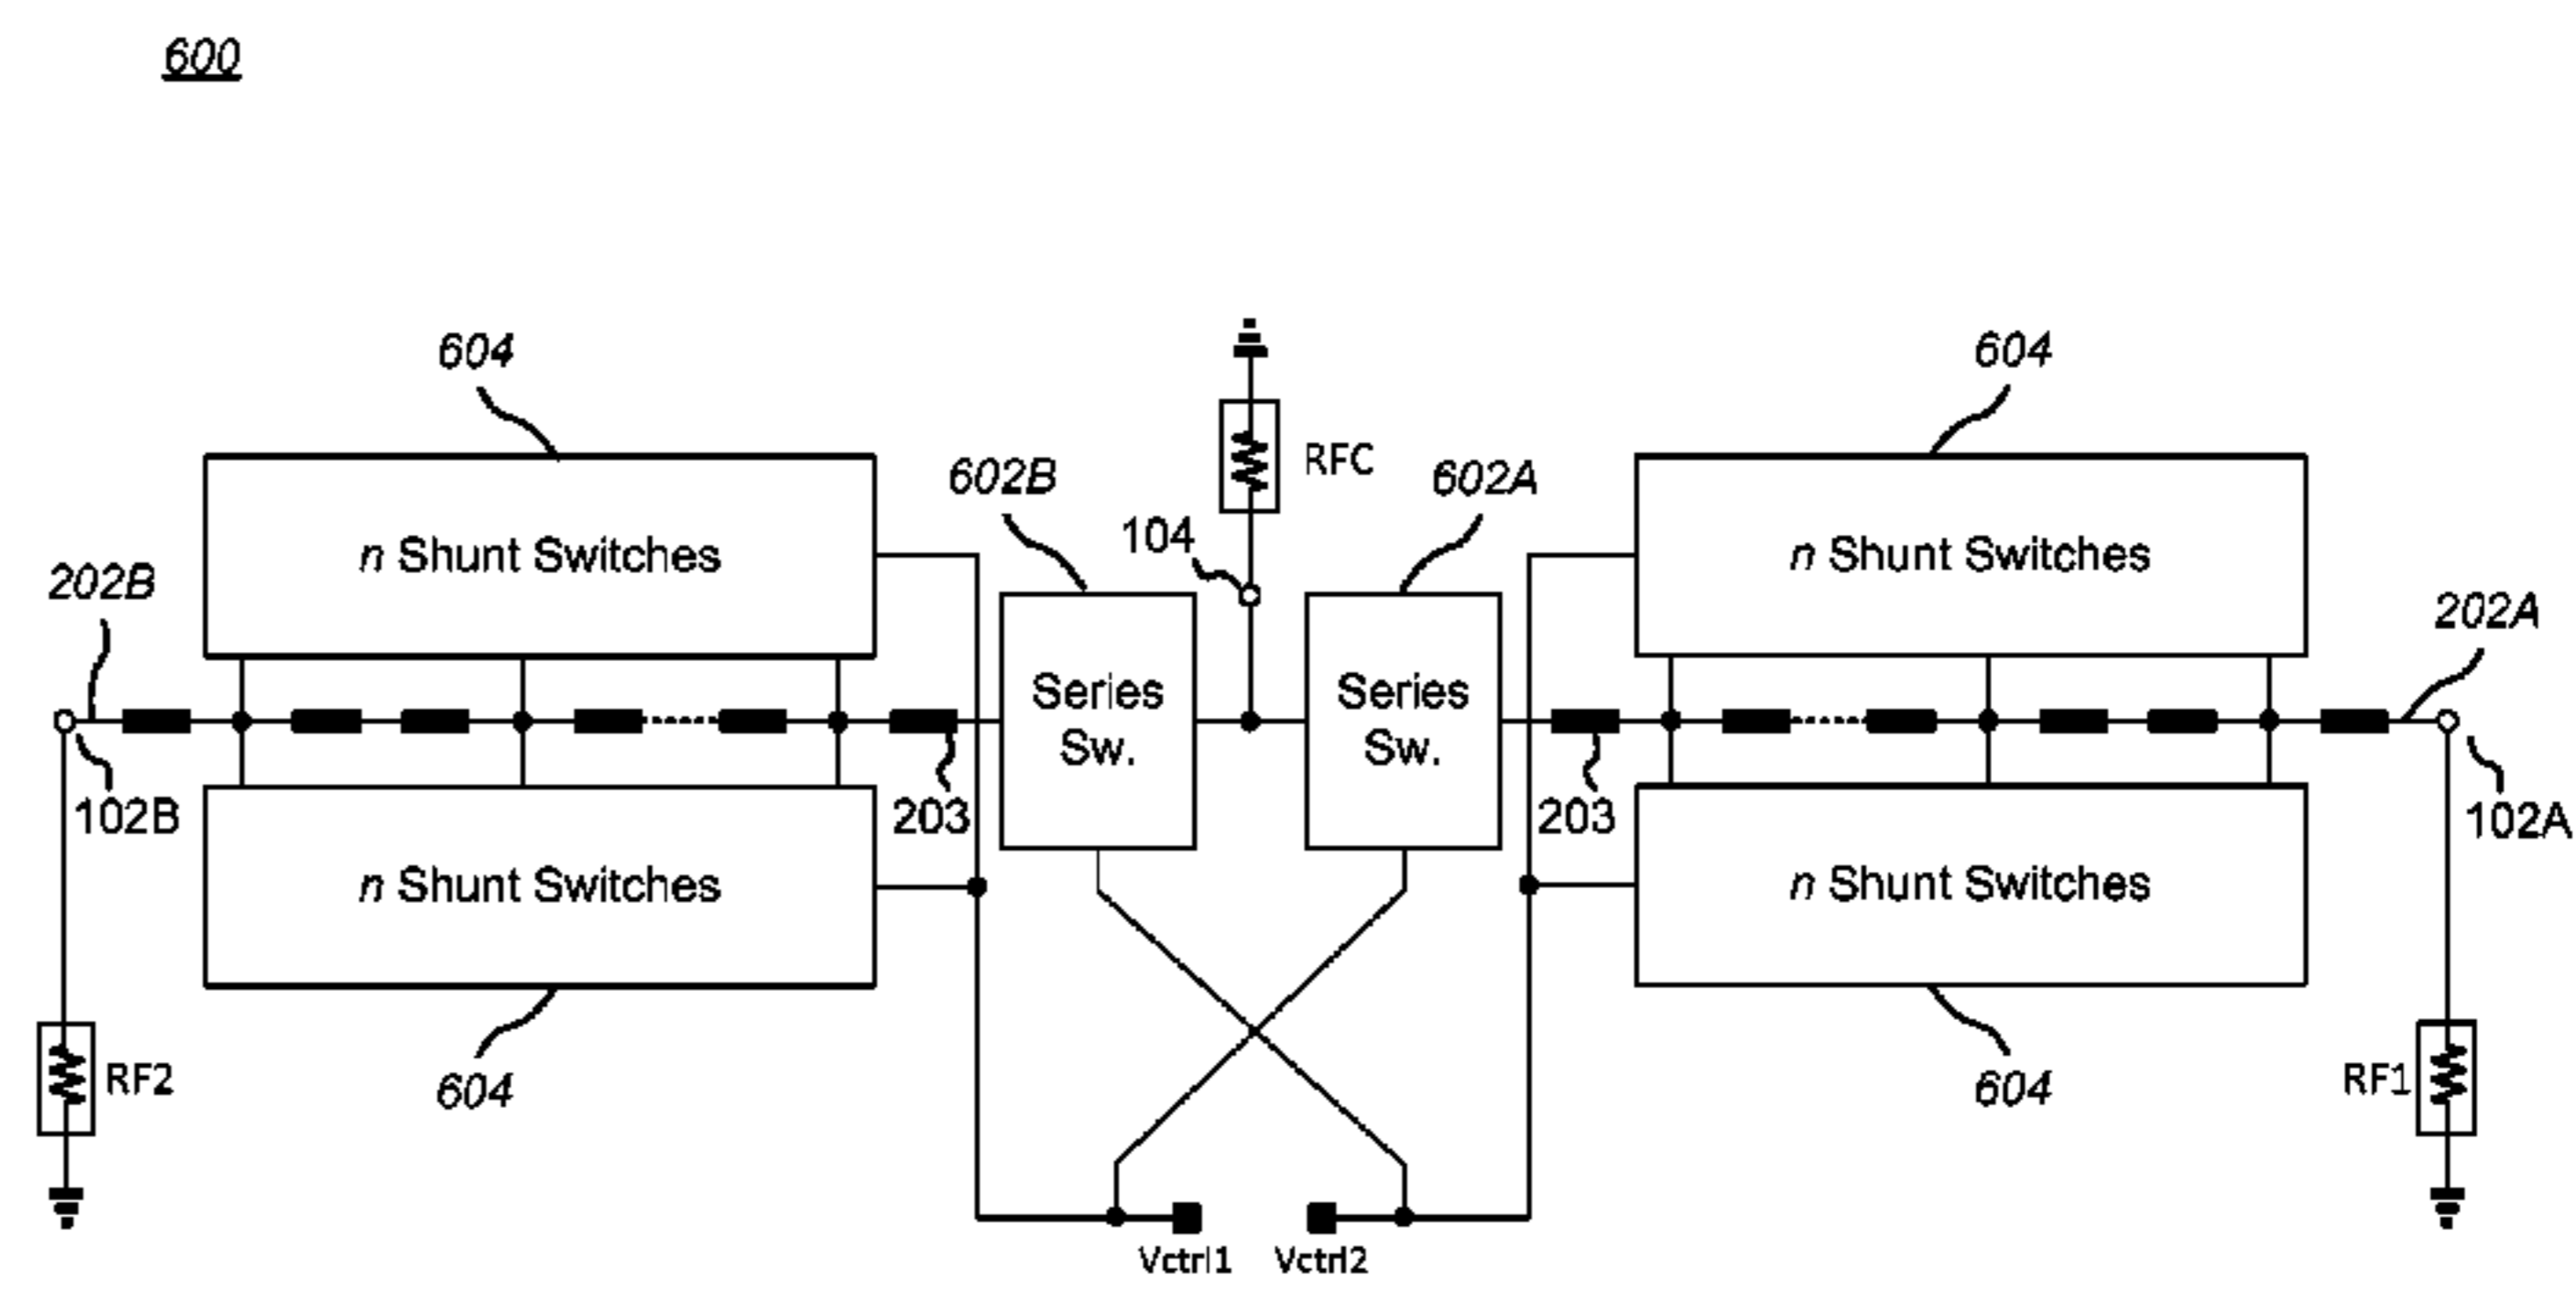 600
604
604
602B
RFC
602A
104
n Shunt Switches
n Shunt Switches
202B
202A
Series
Sw.
Series
Sw.
102B
203
203
102A
n Shunt Switches
n Shunt Switches
RF2
604
604
RF1
Vctrl1
Vctrl2